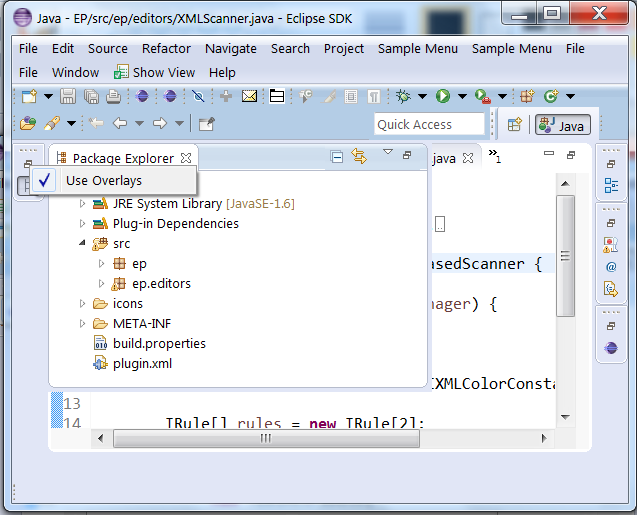 Java - EP/src/ep/editors/XMLScanner.java - Eclipse SDK
File Edit Source Refactor Navigate Search Project Sample Menu Sample Menu File
File Window Show View Help
Quick Access Java
Package Explorer java »1
Use Overlays
JRE System Library [JavaSE-1.6]
Plug-in Dependencies
src
asedScanner {
ep
ep.editors
icons
ager) {
META-INF
build.properties
plugin.xml
XMLColorConsta
13
14 IRule[] rules = new IRule[2];